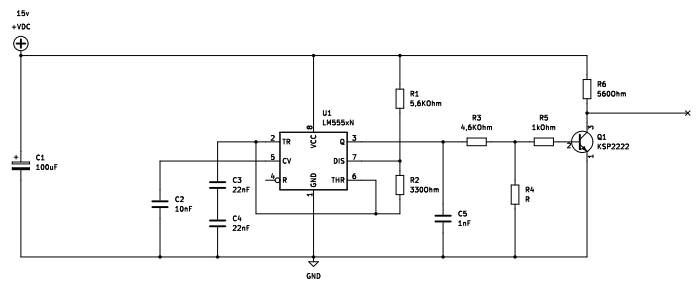 15v
+VDC
C1
100uF
+
C2
10nF
C3
22nF
C4
22nF
U1
LM555xN
2 TR
5 CV
4 R
8 VCC
1 GND
Q 3
DIS 7
THR 6
R1
5,6KOhm
R2
330Ohm
C5
1nF
R3
4,6KOhm
R4
R
R5
1kOhm
R6
560Ohm
Q1
KSP2222
3
2
1
GND